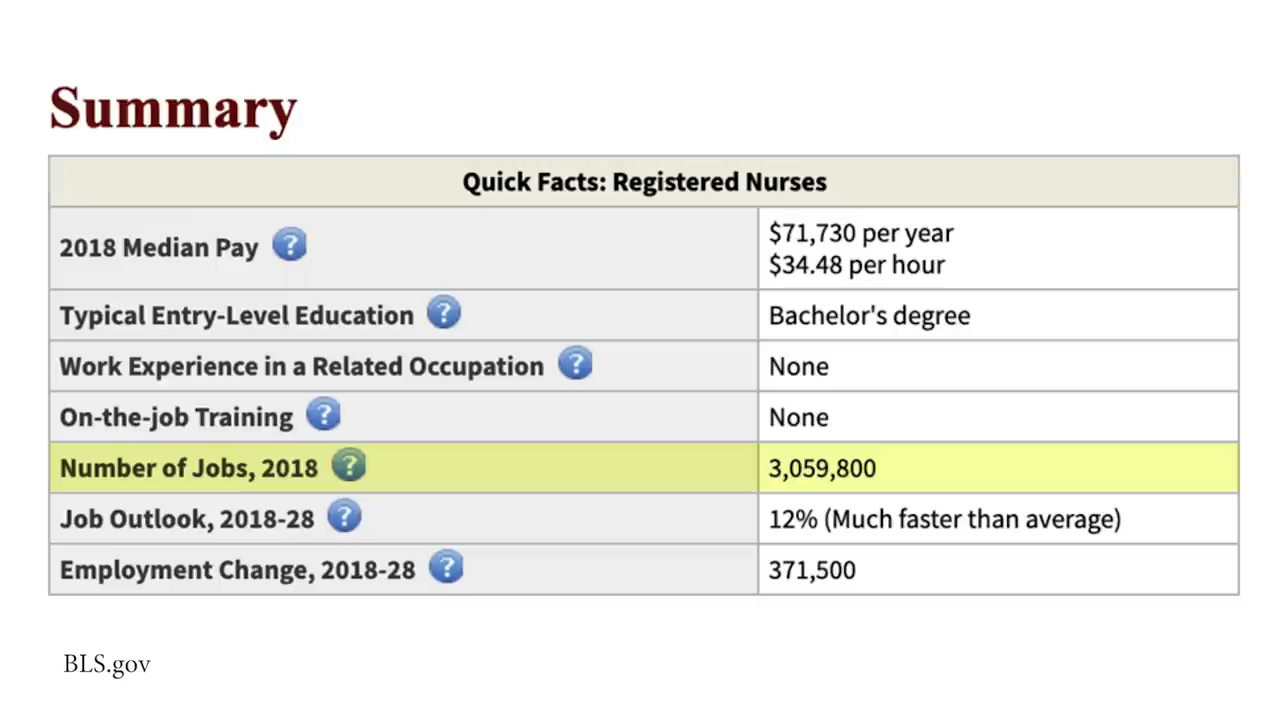 Summary
Quick Facts: Registered Nurses
2018 Median Pay ?
$71,730 per year
$34.48 per hour
Typical Entry-Level Education ?
Bachelor's degree
Work Experience in a Related Occupation ?
None
On-the-job Training ?
None
Number of Jobs, 2018 ?
3,059,800
Job Outlook, 2018-28 ?
12% (Much faster than average)
Employment Change, 2018-28 ?
371,500
BLS.gov